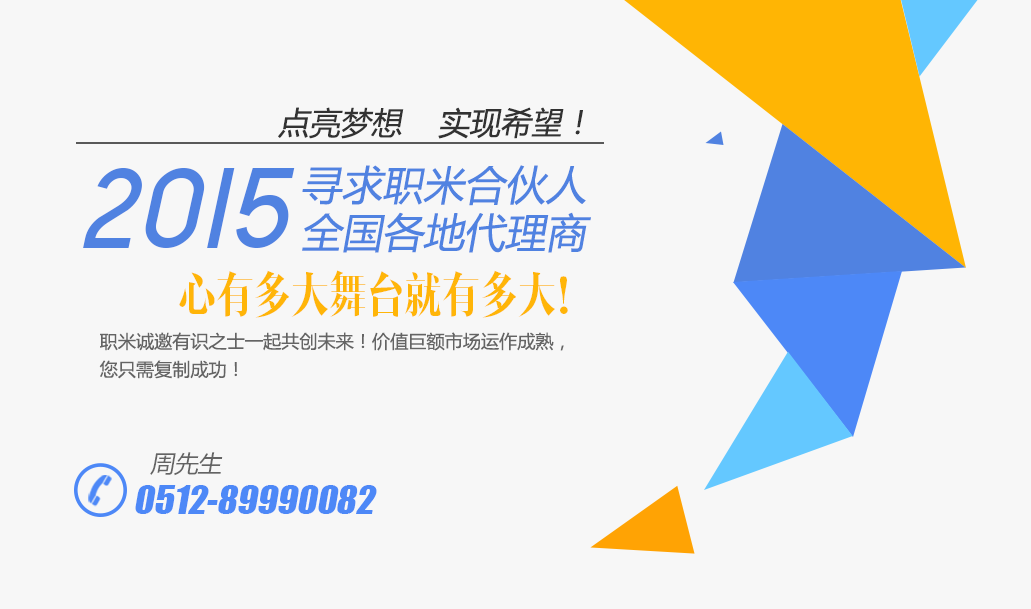 点亮梦想 实现希望！
2015 寻求职米合伙人
全国各地代理商
心有多大舞台就有多大!
职米诚邀有识之士一起共创未来！价值巨额市场运作成熟，
您只需复制成功！
周先生
0512-89990082